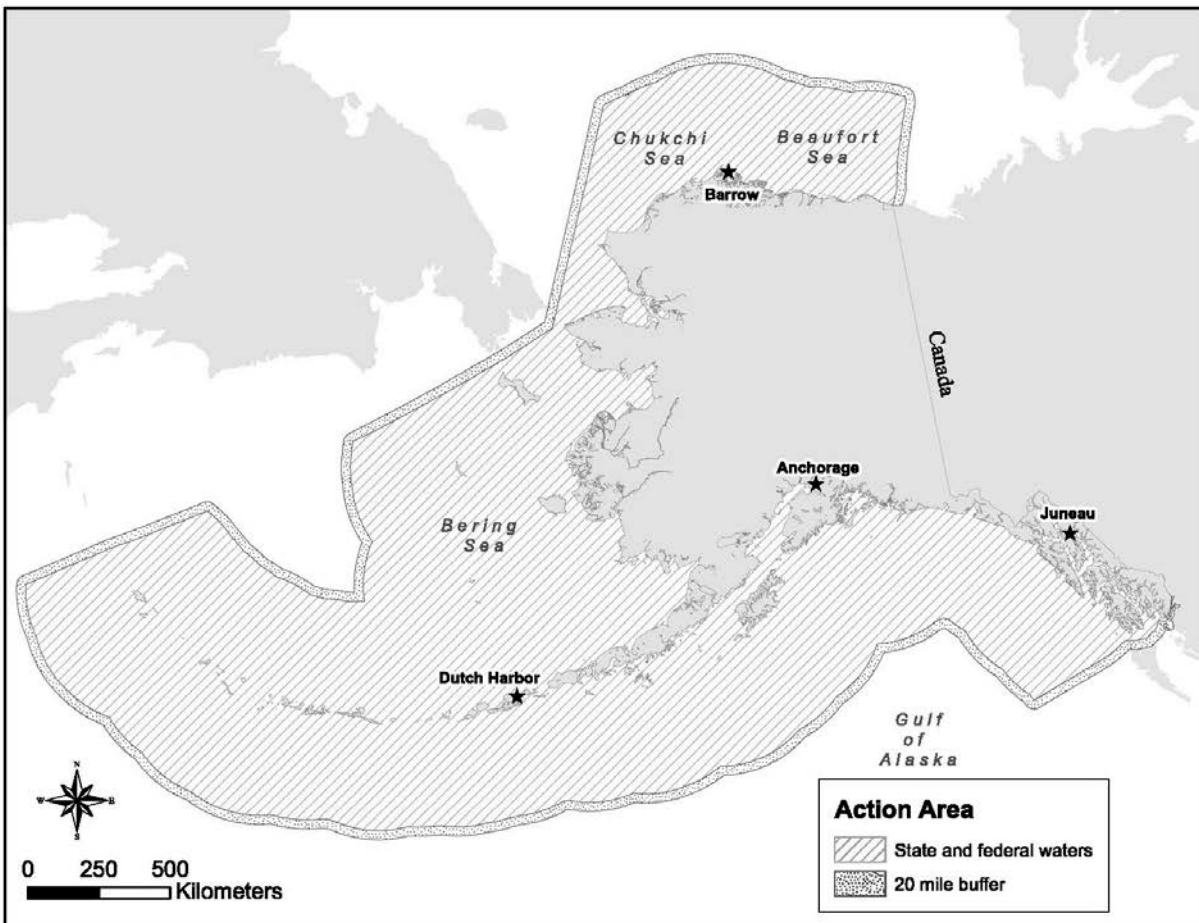 Chukchi
Sea
Beaufort
Sea
Barrow
Canada
Anchorage
Juneau
Bering
Sea
Dutch Harbor
Gulf
of
Alaska
N
W E
S
0 250 500
Kilometers
Action Area
State and federal waters
20 mile buffer